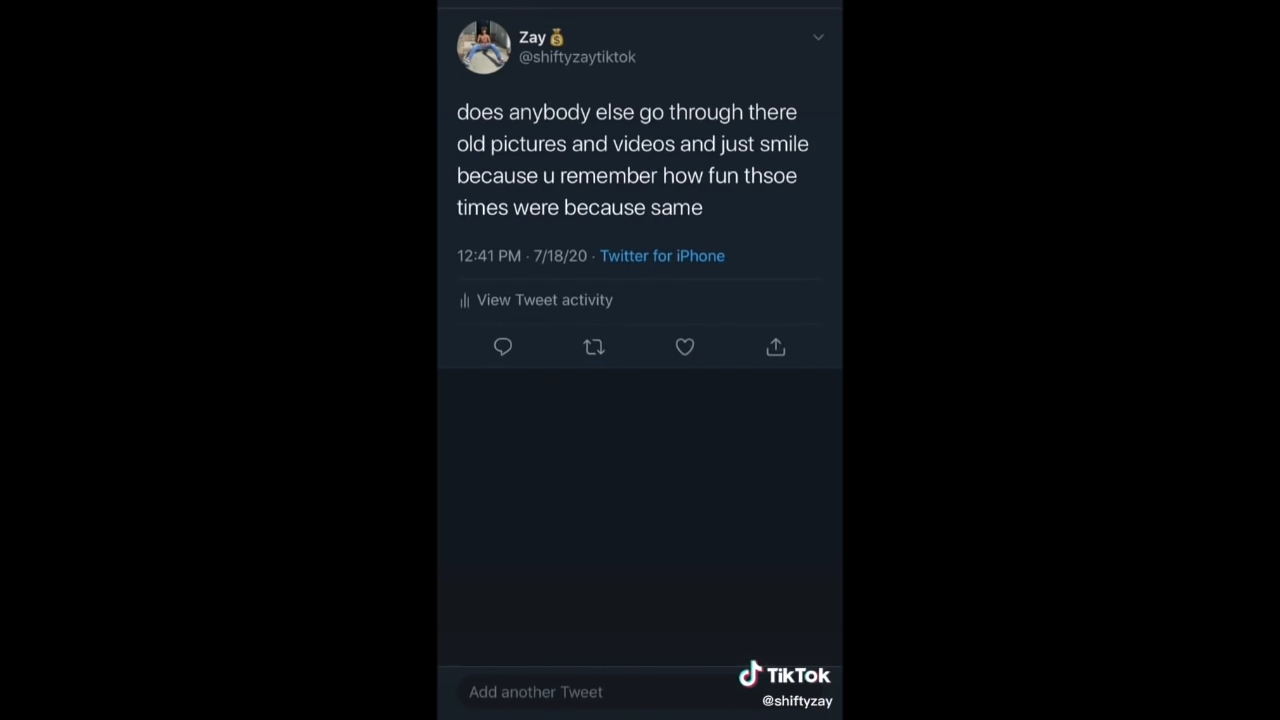 Zay💰
@shiftyzaytiktok
does anybody else go through there
old pictures and videos and just smile
because u remember how fun thsoe
times were because same
12:41 PM · 7/18/20 · Twitter for iPhone
View Tweet activity
Add another Tweet
TikTok
@shiftyzay